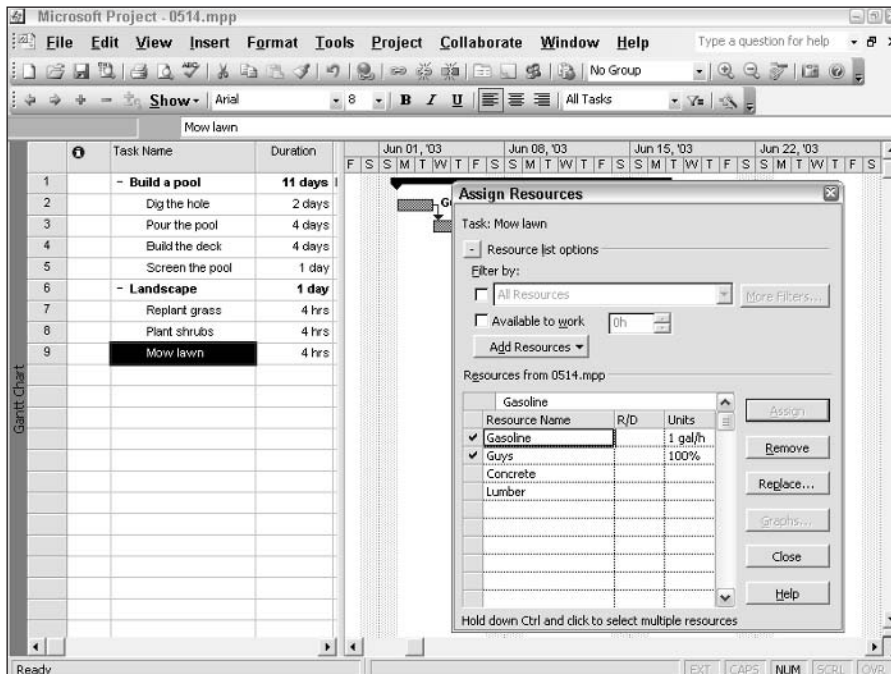 Microsoft Project - 0514.mpp
File Edit View Insert Format Tools Project Collaborate Window Help Type a question for help
No Group
Show Arial 8 B I U All Tasks
Mow lawn
Task Name Duration Jun 01, '03 Jun 08, '03 Jun 15, '03 Jun 22, '03
F S S M T W T F S S M T W T F S S M T W T F S S M T W T F S
1 - Build a pool 11 days
2 Dig the hole 2 days
3 Pour the pool 4 days
4 Build the deck 4 days
5 Screen the pool 1 day
6 - Landscape 1 day
7 Replant grass 4 hrs
8 Plant shrubs 4 hrs
9 Mow lawn 4 hrs
Gantt Chart
Assign Resources
Task: Mow lawn
- Resource list options
Filter by:
All Resources More Filters...
Available to work 0h
Add Resources
Resources from 0514.mpp
Gasoline
Resource Name R/D Units
Gasoline 1 gal/h
Guys 100%
Concrete
Lumber
Assign
Remove
Replace...
Graphs...
Close
Help
Hold down Ctrl and click to select multiple resources
Ready EXT CAPS NUM SCRL OVR